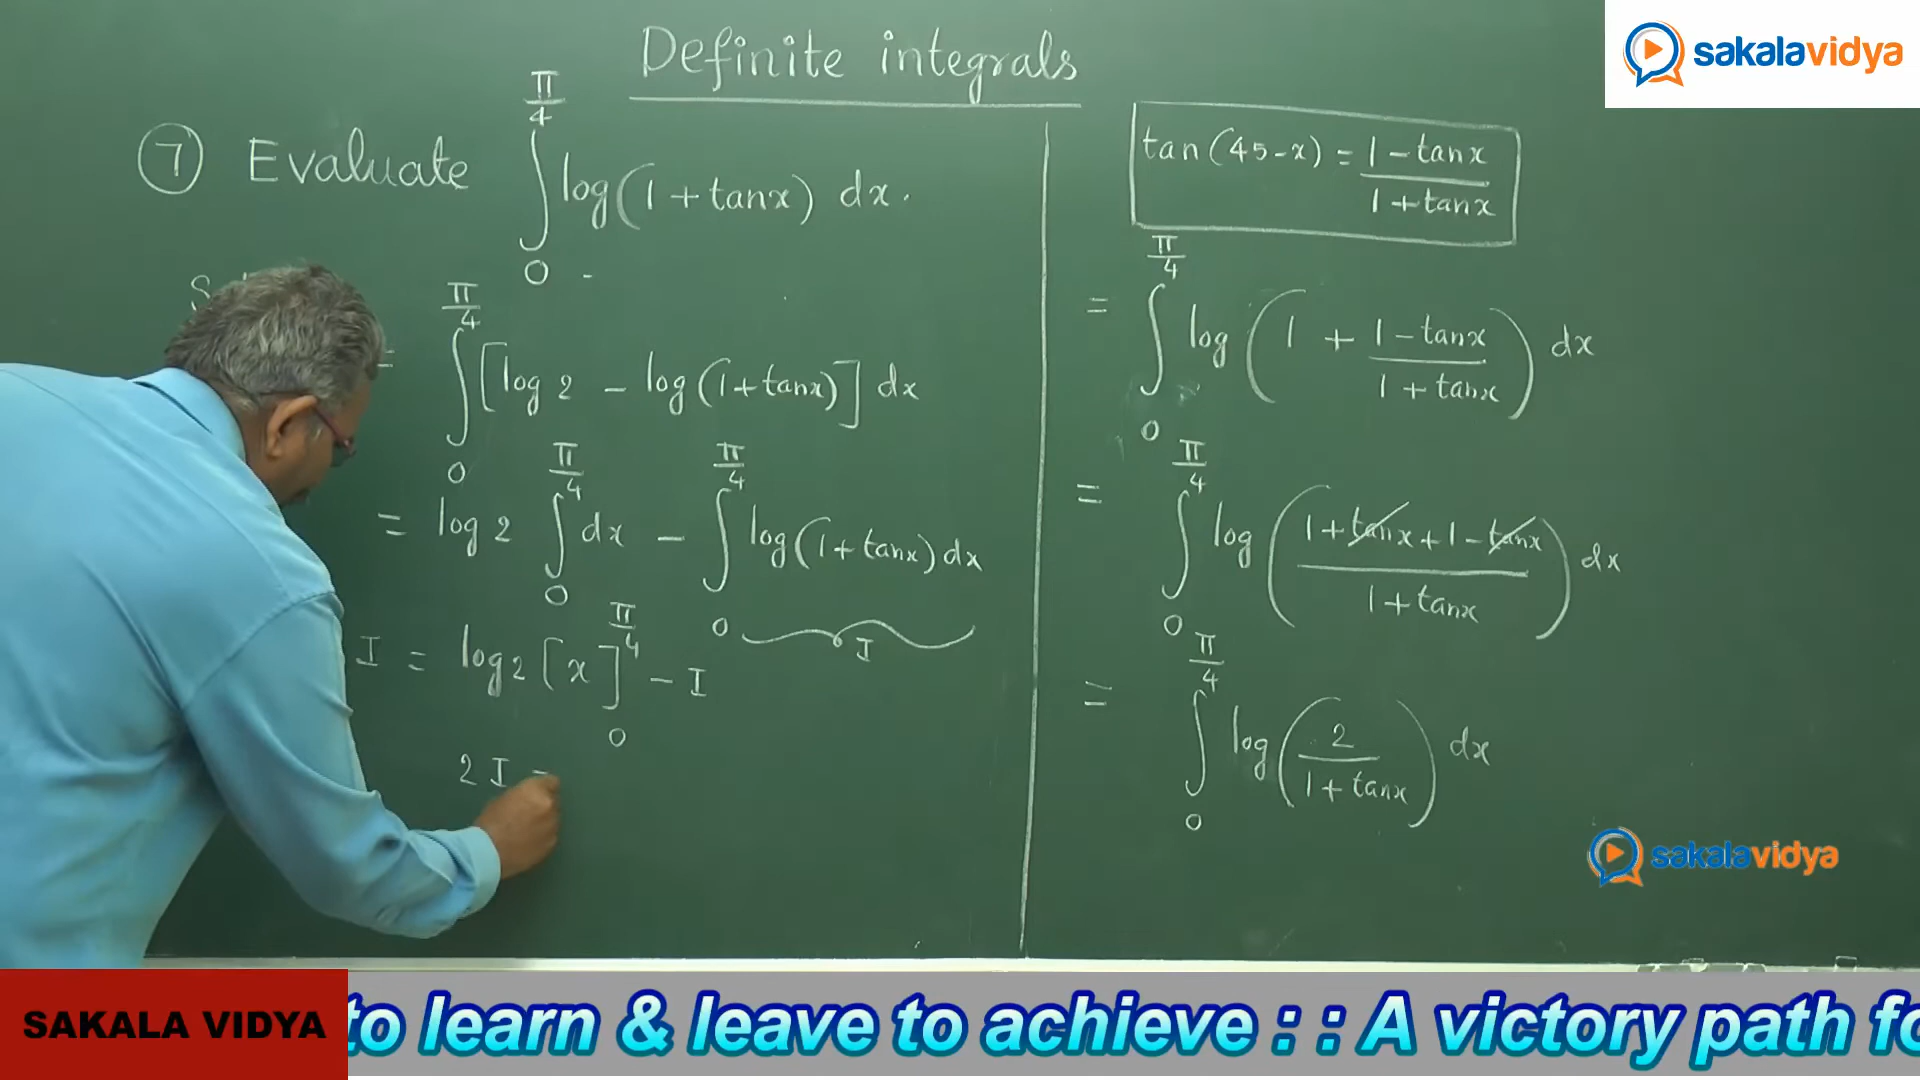 Definite integrals
⑦ Evaluate ∫₀^(π/4) log(1 + tanx) dx.
= ∫₀^(π/4) [log 2 - log(1+tanx)] dx
= log 2 ∫₀^(π/4) dx - ∫₀^(π/4) log(1+tanx) dx
I
I = log 2 [x]₀^(π/4) - I
2 I =
tan(45-x) = (1-tanx)/(1+tanx)
= ∫₀^(π/4) log(1 + (1-tanx)/(1+tanx)) dx
= ∫₀^(π/4) log((1+tanx+1-tanx)/(1+tanx)) dx
= ∫₀^(π/4) log(2/(1+tanx)) dx
sakalavidya
sakalavidya
SAKALA VIDYA
to learn & leave to achieve : : A victory path